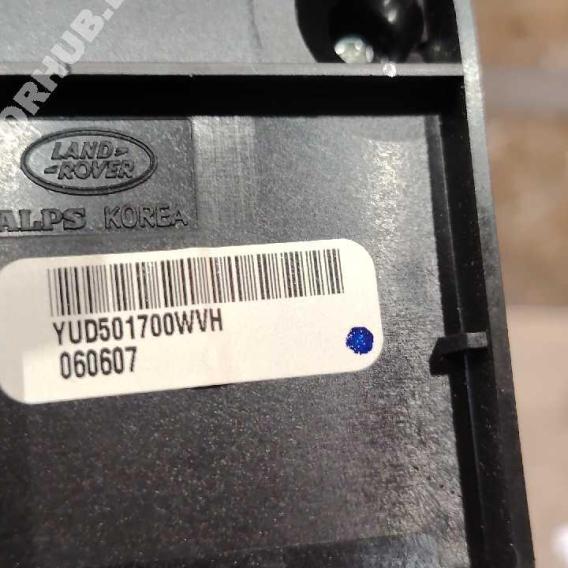 LAND-
-ROVER
ALPS KOREA
YUD501700WVH
060607